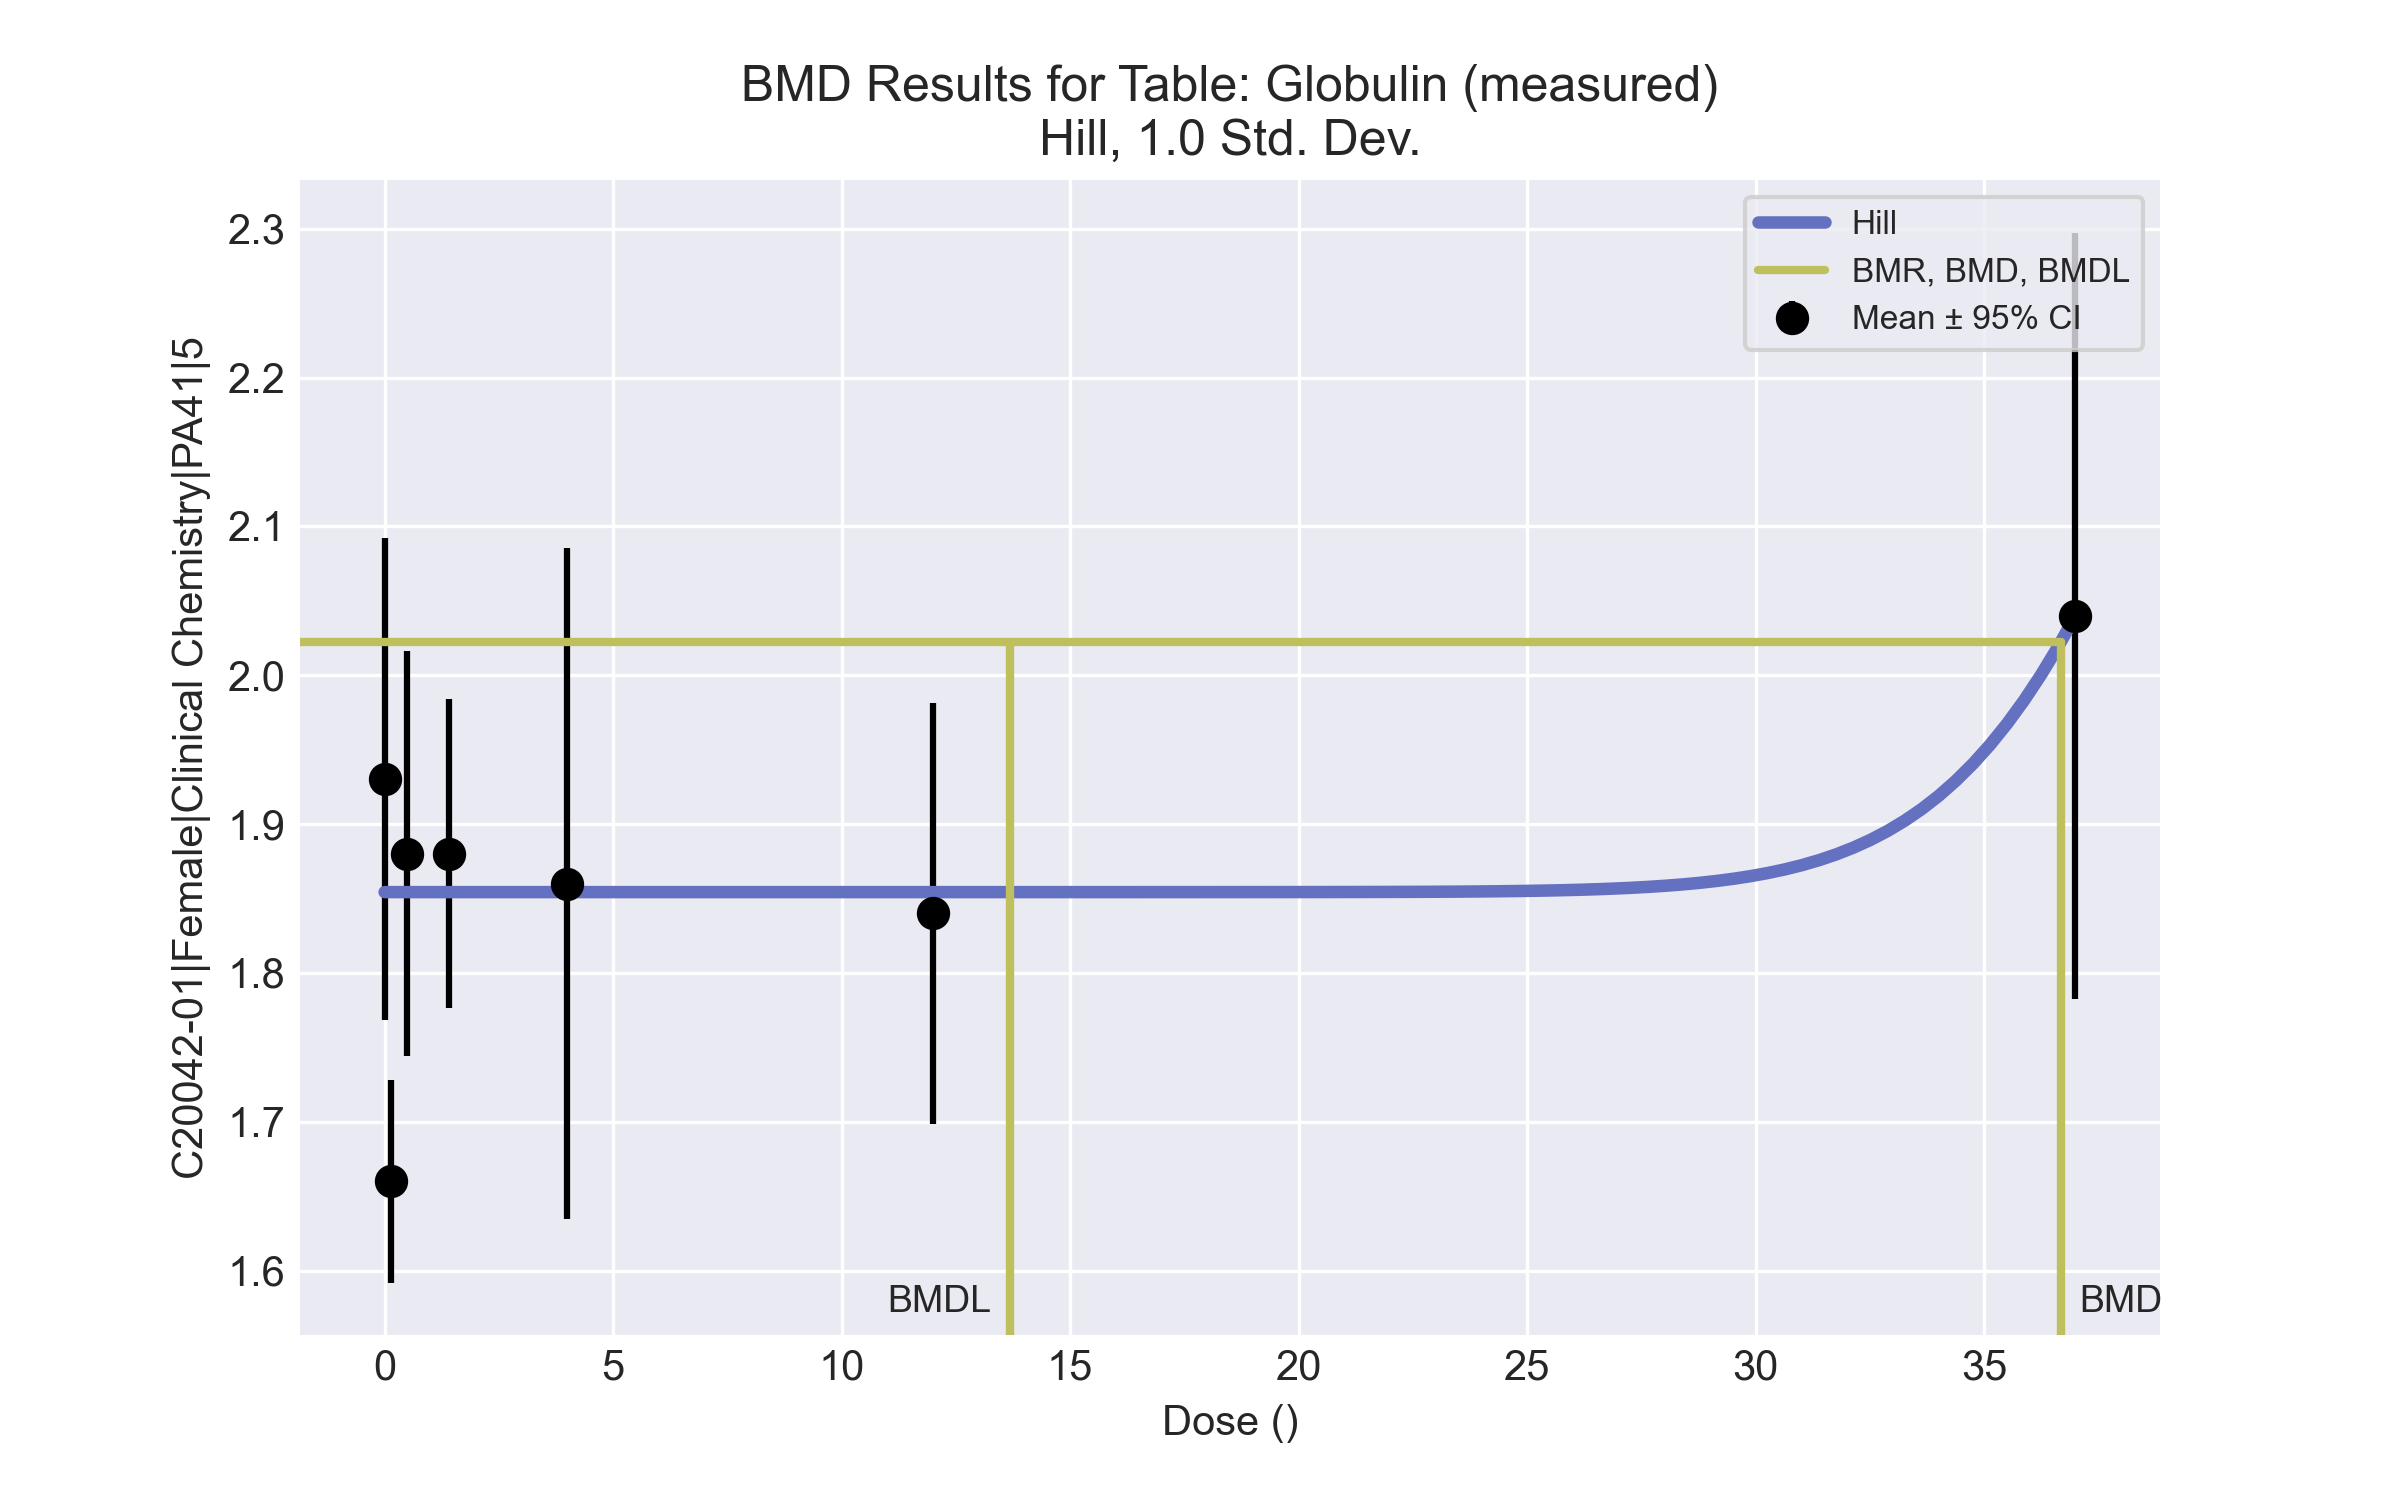 BMD Results for Table: Globulin (measured)
Hill, 1.0 Std. Dev.
C20042-01|Female|Clinical Chemistry|PA41|5
2.3
2.2
2.1
2.0
1.9
1.8
1.7
1.6
Hill
BMR, BMD, BMDL
Mean ± 95% CI
BMDL
BMD
0 5 10 15 20 25 30 35
Dose ()